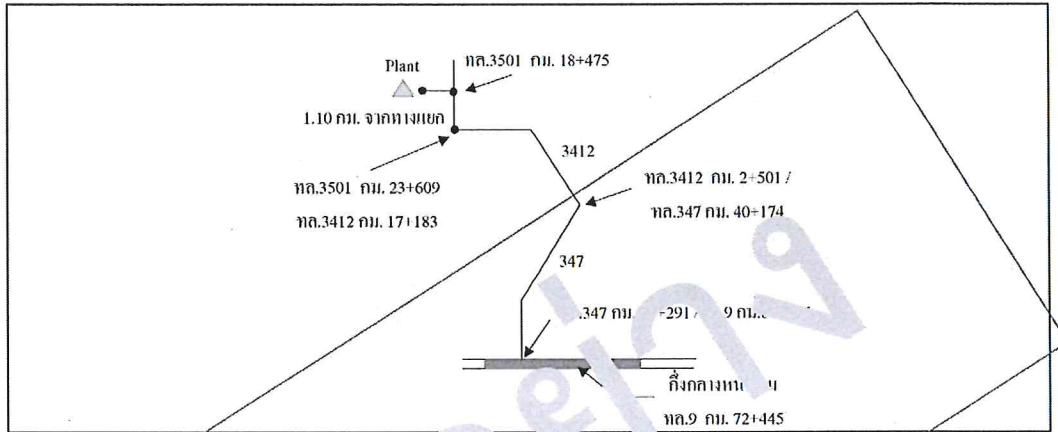 ทล.3501 กม. 18+475
Plant
1.10 กม. จากทางแยก
3412
ทล.3501 กม. 23+609
ทล.3412 กม. 17+183
ทล.3412 กม. 2+501 /
ทล.347 กม. 40+174
347
.347 กม. +291 / 9 กม.
กึ่งกลาง
ทล.9 กม. 72+445